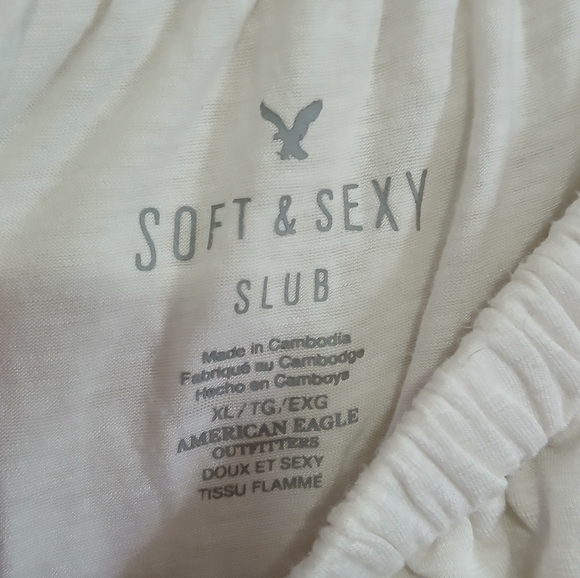 SOFT & SEXY
SLUB
Made in Cambodia
Fabriqué au Cambodge
Hecho en Camboya
XL/TG/EXG
AMERICAN EAGLE
OUTFITTERS
DOUX ET SEXY
TISSU FLAMMÉ